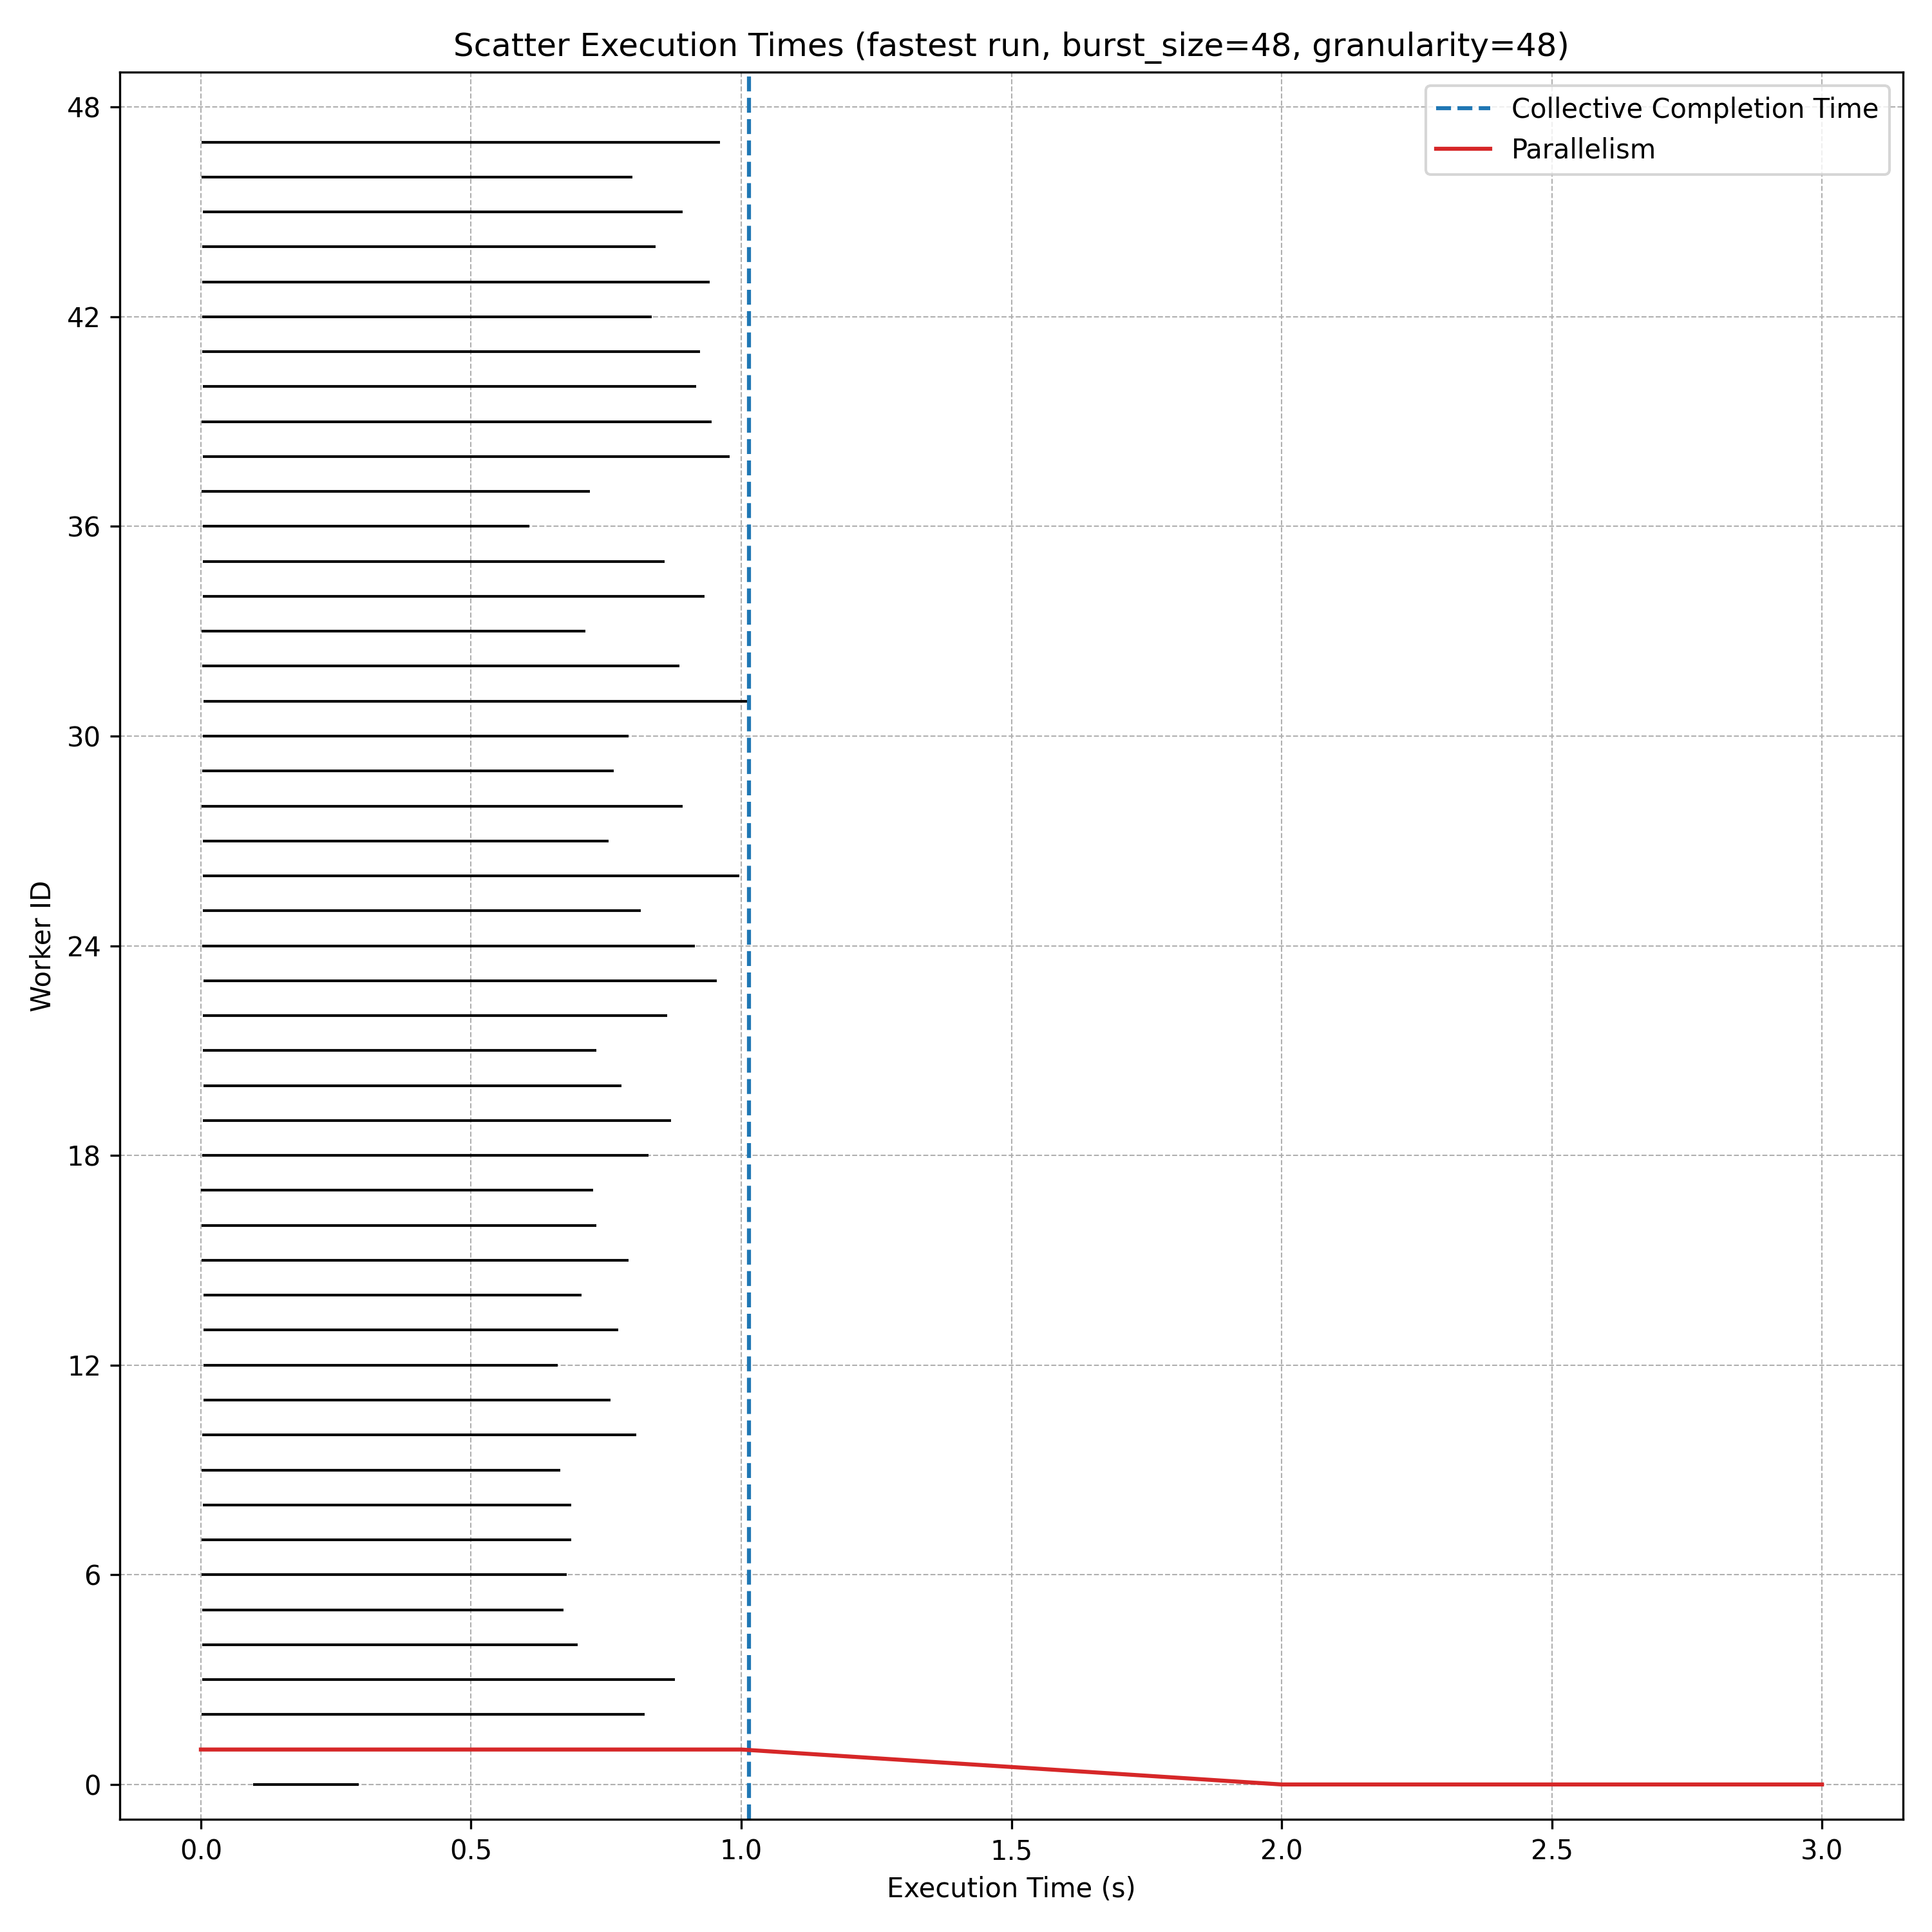 Scatter Execution Times (fastest run, burst_size=48, granularity=48)
Collective Completion Time
Parallelism
48
42
36
30
24
18
12
6
0
Worker ID
0.0 0.5 1.0 1.5 2.0 2.5 3.0
Execution Time (s)